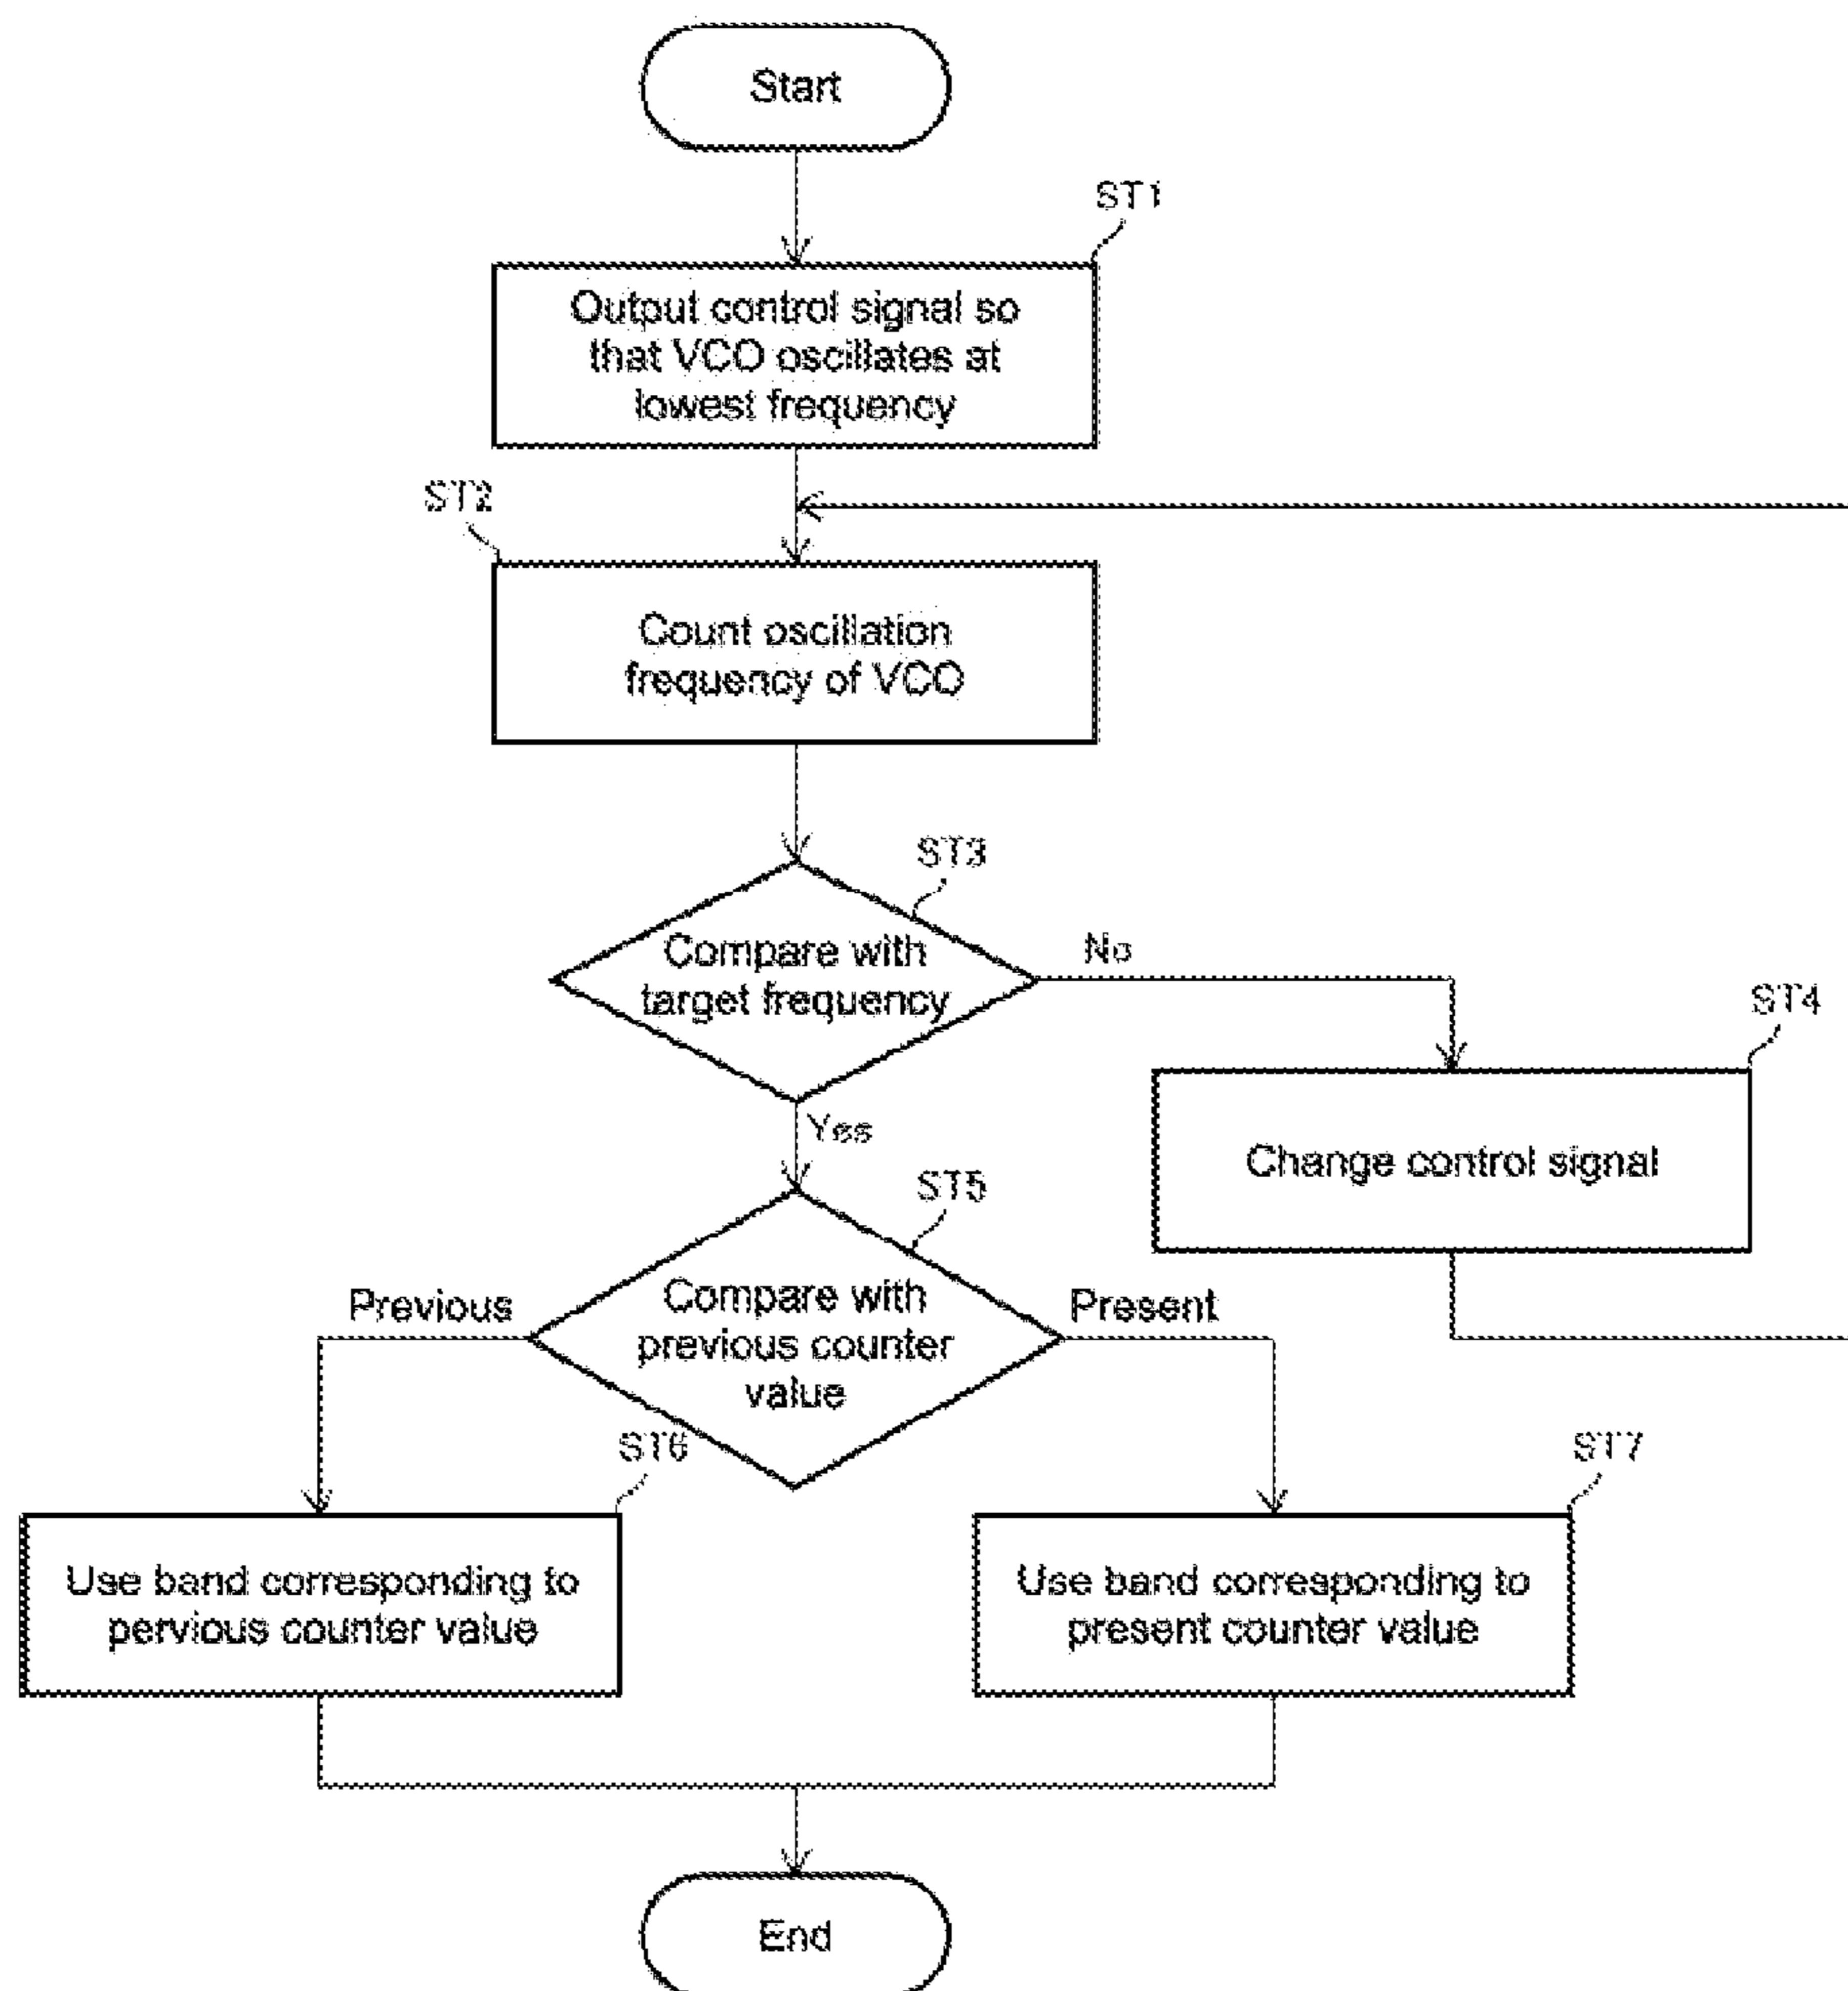 Start
ST1
Output control signal so
that VCO oscillates at
lowest frequency
ST2
Count oscillation
frequency of VCO
ST3
Compare with
target frequency
No
ST4
Change control signal
Yes
ST5
Compare with
previous counter
value
Previous
Present
ST6
Use band corresponding to
pervious counter value
ST7
Use band corresponding to
present counter value
End